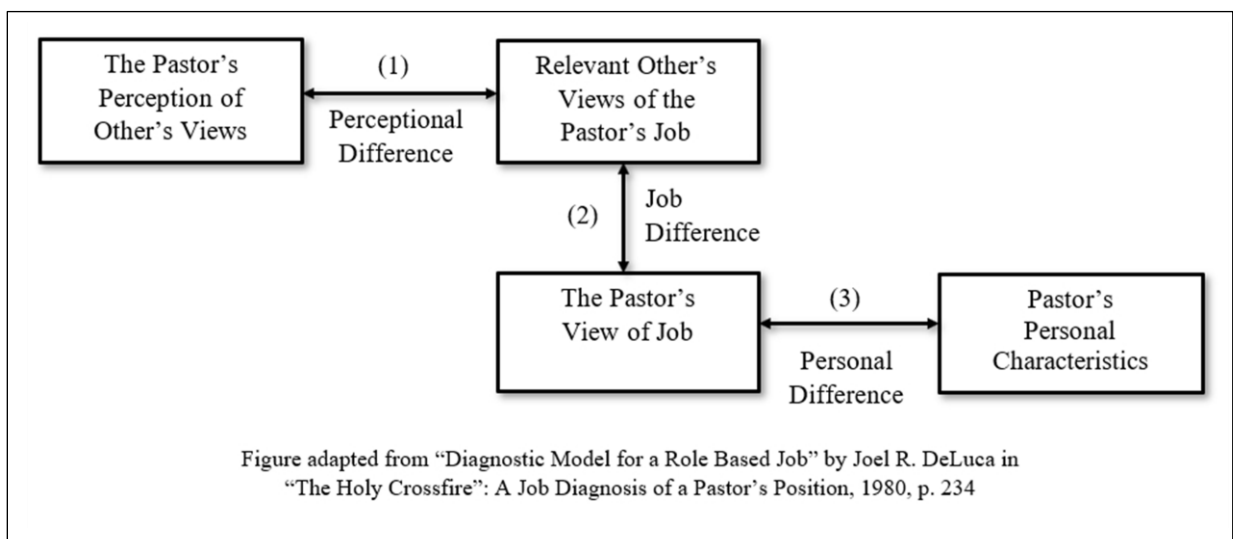 The Pastor’s
Perception of
Other’s Views
(1)
Perceptional
Difference
Relevant Other’s
Views of the
Pastor’s Job
(2)
Job
Difference
The Pastor’s
View of Job
(3)
Personal
Difference
Pastor’s
Personal
Characteristics
Figure adapted from “Diagnostic Model for a Role Based Job” by Joel R. DeLuca in
“The Holy Crossfire”: A Job Diagnosis of a Pastor’s Position, 1980, p. 234